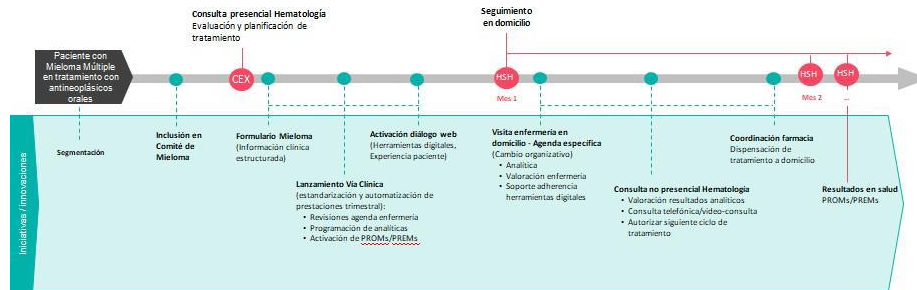 Consulta presencial Hematología
Evaluación y planificación de
tratamiento
Seguimiento
en domicilio
Paciente con
Mieloma Múltiple
en tratamiento con
antineoplásicos
orales
CEX
HSH
HSH
HSH
Mes 1
Mes 2
...
Iniciativas / innovaciones
Segmentación
Inclusión en
Comité de
Mieloma
Formulario Mieloma
(Información clínica
estructurada)
Lanzamiento Vía Clínica
(estandarización y automatización de
prestaciones trimestral):
• Revisiones agenda enfermería
• Programación de analíticas
• Activación de PROMs/PREMs
Activación diálogo web
(Herramientas digitales,
Experiencia paciente)
Visita enfermería en
domicilio - Agenda específica
(Cambio organizativo)
• Analítica
• Valoración enfermería
• Soporte adherencia
herramientas digitales
Consulta no presencial Hematología
• Valoración resultados analíticos
• Consulta telefónica/video-consulta
• Autorizar siguiente ciclo de
tratamiento
Coordinación farmacia
Dispensación de
tratamiento a domicilio
Resultados en salud
PROMs/PREMs